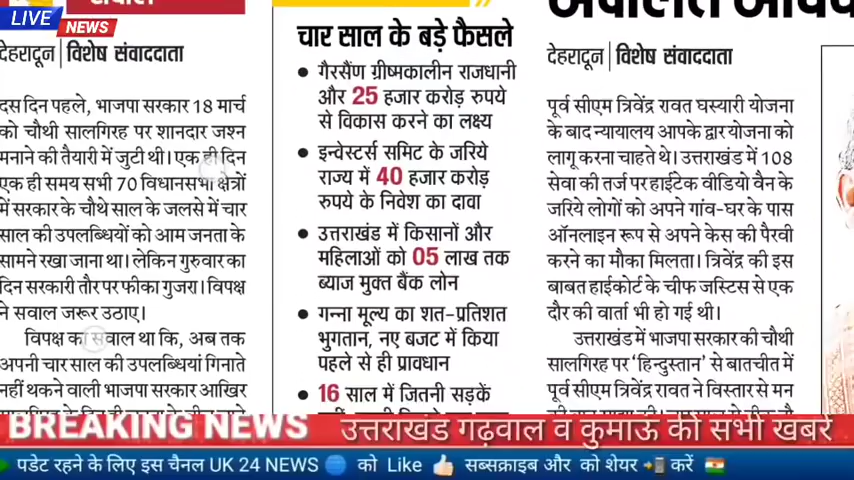 LIVE
NEWS
देहरादून | विशेष संवाददाता
दस दिन पहले, भाजपा सरकार 18 मार्च
को चौथी सालगिरह पर शानदार जश्न
मनाने की तैयारी में जुटी थी। एक ही दिन
एक ही समय सभी 70 विधानसभा क्षेत्रों
में सरकार के चौथे साल के जलसे में चार
साल की उपलब्धियों को आम जनता के
सामने रखा जाना था। लेकिन गुरुवार का
दिन सरकारी तौर पर फीका गुजरा। विपक्ष
ने सवाल जरूर उठाए।
विपक्ष का सवाल था कि, अब तक
अपनी चार साल की उपलब्धियां गिनाते
नहीं थकने वाली भाजपा सरकार आखिर
चार साल के बड़े फैसले
● गैरसैंण ग्रीष्मकालीन राजधानी
और 25 हजार करोड़ रुपये
से विकास करने का लक्ष्य
● इन्वेस्टर्स समिट के जरिये
राज्य में 40 हजार करोड़
रुपये के निवेश का दावा
● उत्तराखंड में किसानों और
महिलाओं को 05 लाख तक
ब्याज मुक्त बैंक लोन
● गन्ना मूल्य का शत-प्रतिशत
भुगतान, नए बजट में किया
पहले से ही प्रावधान
● 16 साल में जितनी सड़कें
देहरादून | विशेष संवाददाता
पूर्व सीएम त्रिवेंद्र रावत घस्यारी योजना
के बाद न्यायालय आपके द्वार योजना को
लागू करना चाहते थे। उत्तराखंड में 108
सेवा की तर्ज पर हाईटेक वीडियो वैन के
जरिये लोगों को अपने गांव-घर के पास
ऑनलाइन रूप से अपने केस की पैरवी
करने का मौका मिलता। त्रिवेंद्र की इस
बाबत हाईकोर्ट के चीफ जस्टिस से एक
दौर की वार्ता भी हो गई थी।
उत्तराखंड में भाजपा सरकार की चौथी
सालगिरह पर 'हिन्दुस्तान' से बातचीत में
पूर्व सीएम त्रिवेंद्र रावत ने विस्तार से मन
BREAKING NEWS उत्तराखंड गढ़वाल व कुमाऊं की सभी खबरें
पडेट रहने के लिए इस चैनल UK 24 NEWS 🌐 को Like 👍🏻 सब्सक्राइब और को शेयर 📲 करें 🇮🇳